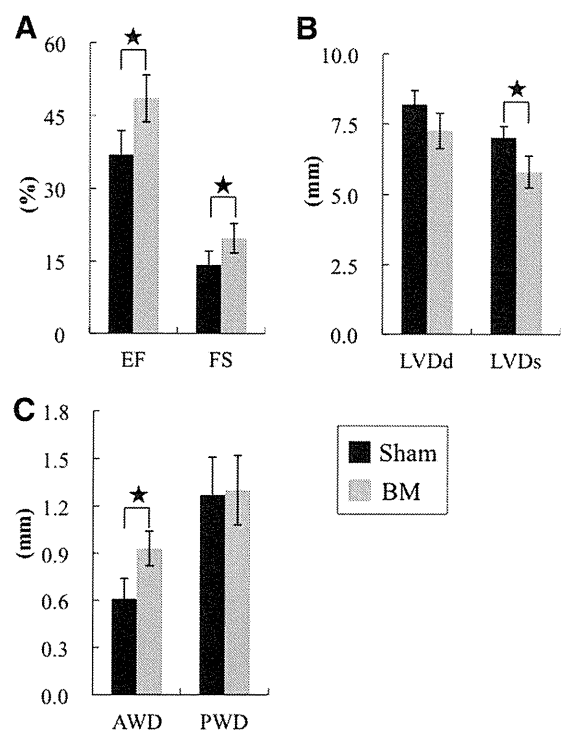 A
60
45
30
15
0
(%)
★
★
EF FS
B
10.0
7.5
5.0
2.5
0.0
(mm)
★
LVDd LVDs
C
1.8
1.5
1.2
0.9
0.6
0.3
0.0
(mm)
★
AWD PWD
Sham
BM